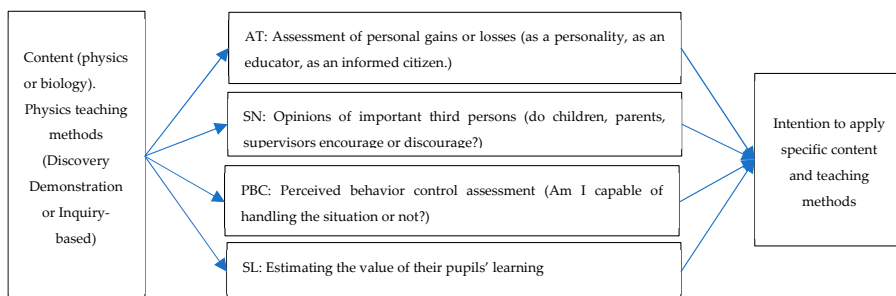 Content (physics
or biology).
Physics teaching
methods
(Discovery
Demonstration
or Inquiry-
based)
AT: Assessment of personal gains or losses (as a personality, as an
educator, as an informed citizen.)
SN: Opinions of important third persons (do children, parents,
supervisors encourage or discourage?)
PBC: Perceived behavior control assessment (Am I capable of
handling the situation or not?)
SL: Estimating the value of their pupils’ learning
Intention to apply
specific content
and teaching
methods